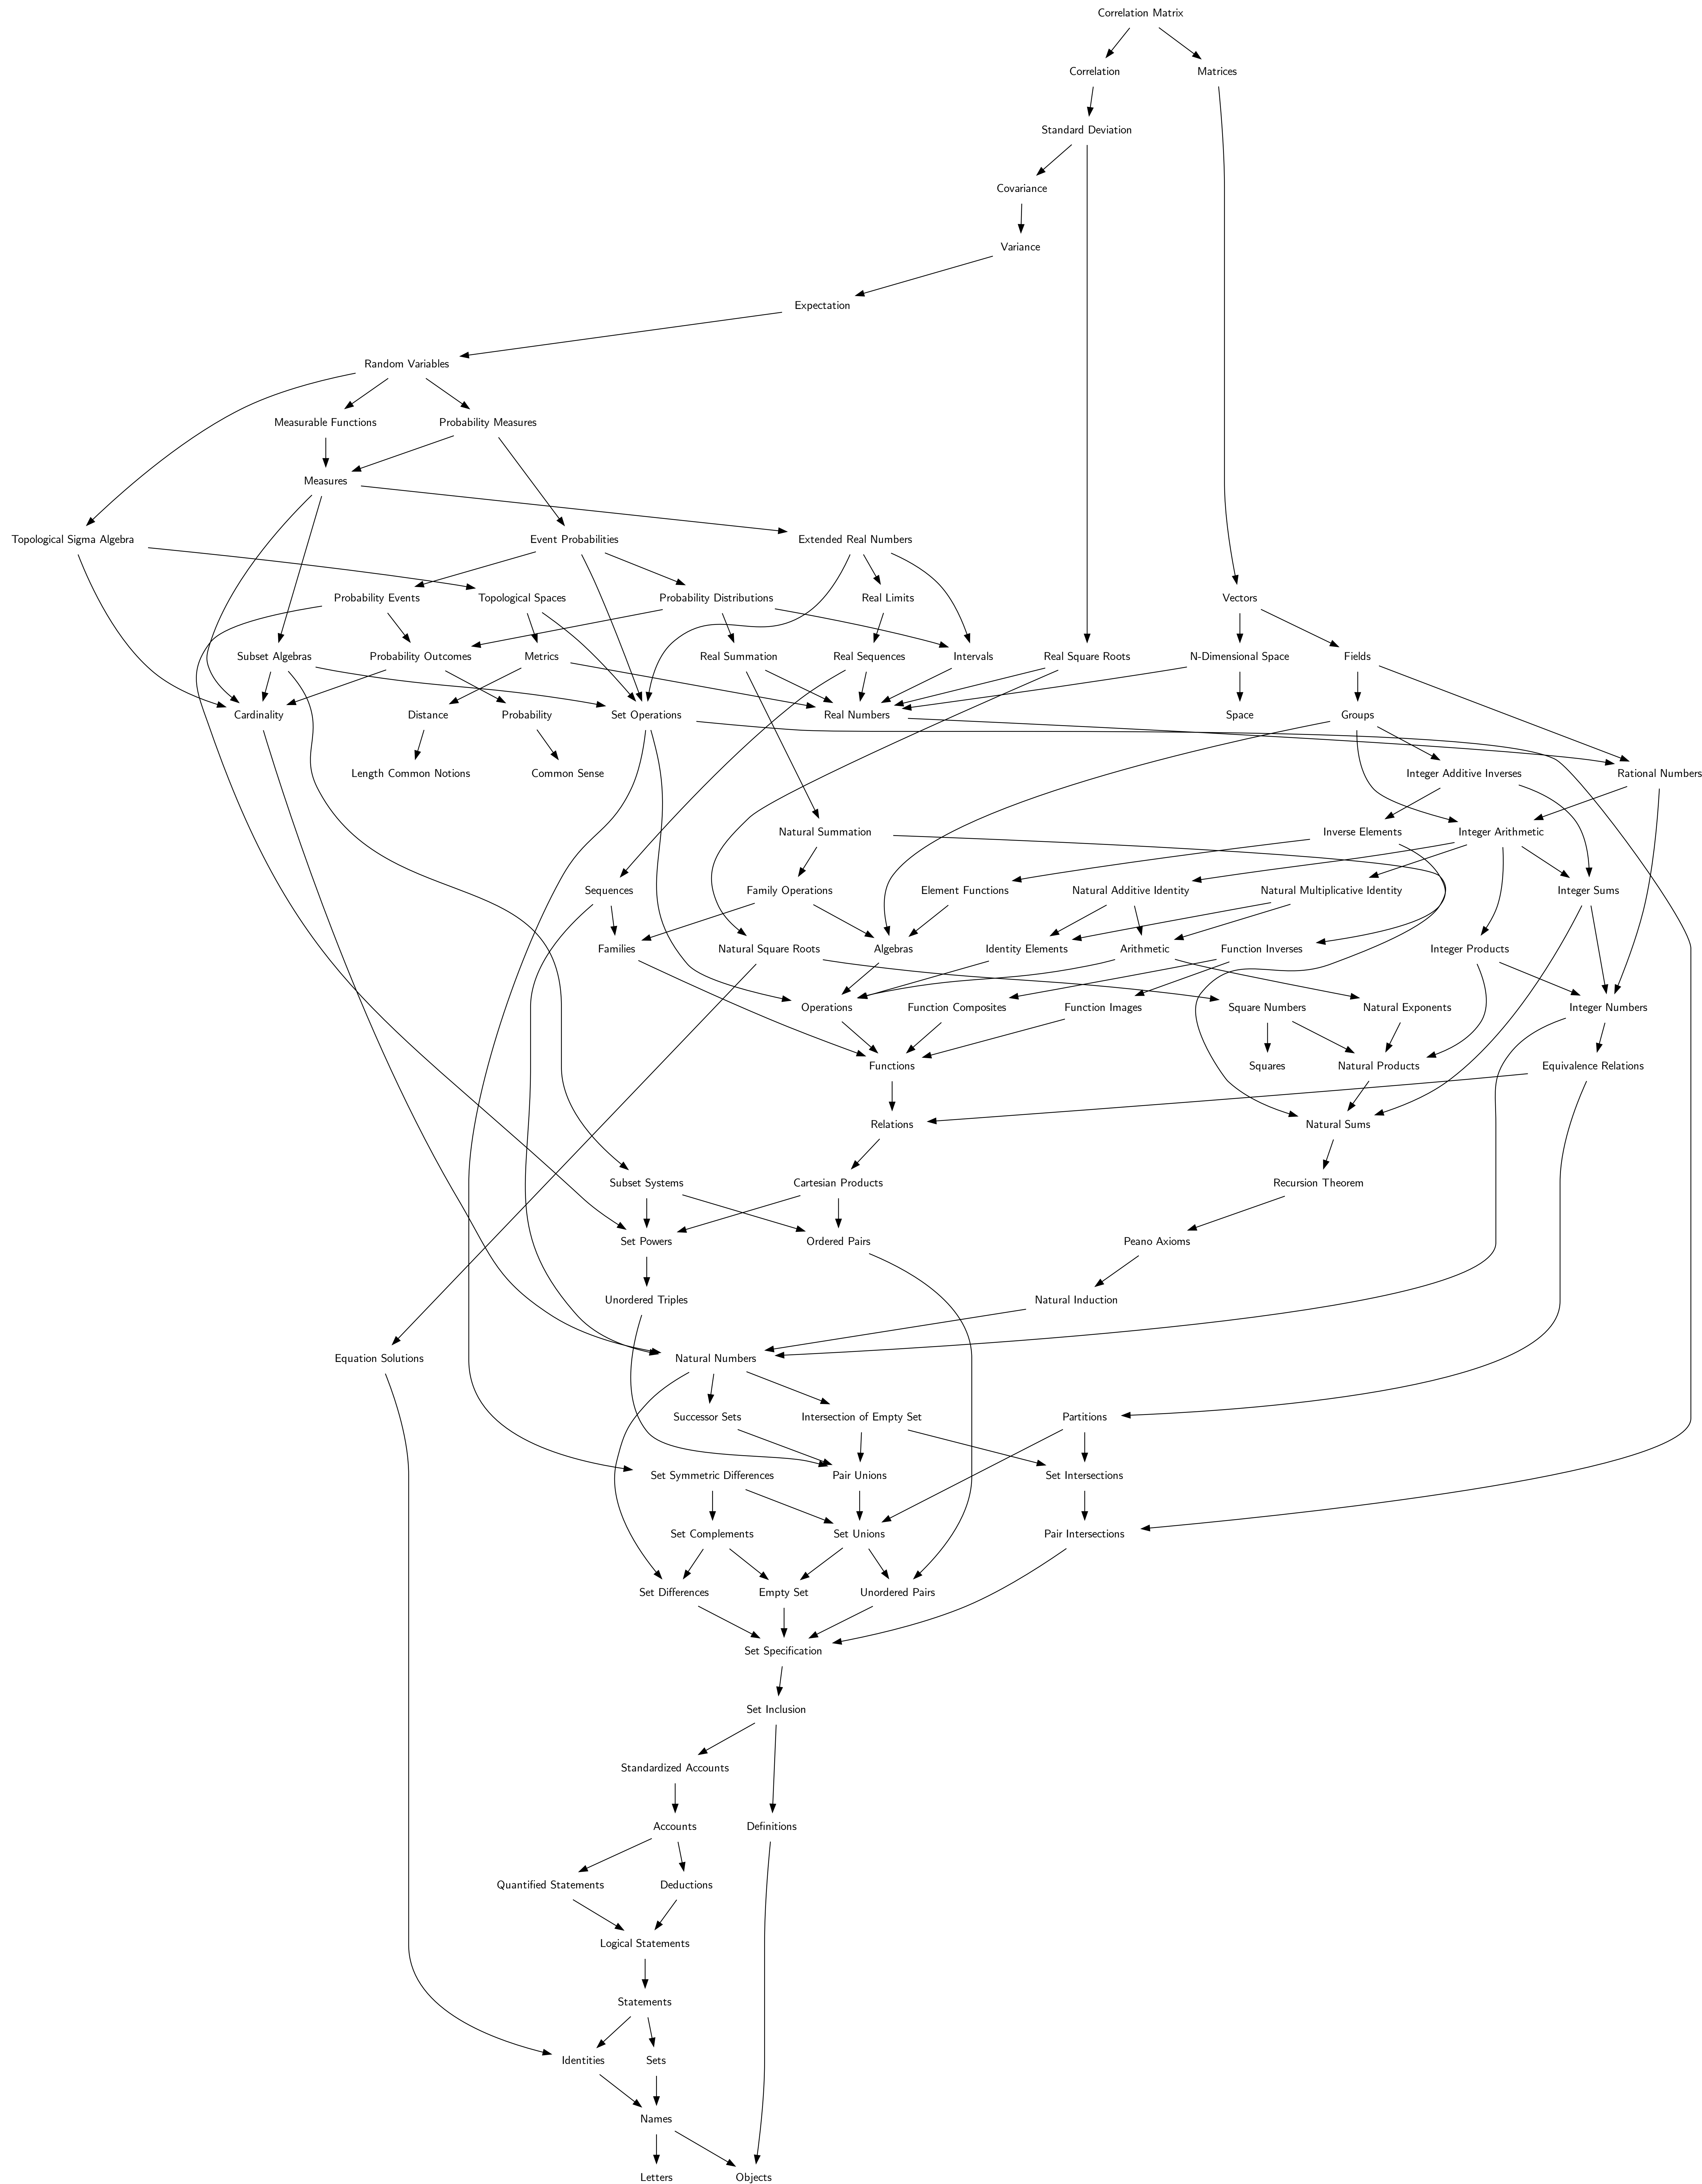 Correlation Matrix
Correlation
Matrices
Standard Deviation
Covariance
Variance
Expectation
Random Variables
Measurable Functions
Probability Measures
Measures
Topological Sigma Algebra
Event Probabilities
Extended Real Numbers
Probability Events
Topological Spaces
Probability Distributions
Real Limits
Vectors
Subset Algebras
Probability Outcomes
Metrics
Real Summation
Real Sequences
Intervals
Real Square Roots
N-Dimensional Space
Fields
Cardinality
Distance
Probability
Set Operations
Real Numbers
Space
Groups
Length Common Notions
Common Sense
Integer Additive Inverses
Rational Numbers
Natural Summation
Inverse Elements
Integer Arithmetic
Sequences
Family Operations
Element Functions
Natural Additive Identity
Natural Multiplicative Identity
Integer Sums
Families
Natural Square Roots
Algebras
Identity Elements
Arithmetic
Function Inverses
Integer Products
Operations
Function Composites
Function Images
Square Numbers
Natural Exponents
Integer Numbers
Functions
Squares
Natural Products
Equivalence Relations
Relations
Natural Sums
Subset Systems
Cartesian Products
Recursion Theorem
Set Powers
Ordered Pairs
Peano Axioms
Unordered Triples
Natural Induction
Equation Solutions
Natural Numbers
Successor Sets
Intersection of Empty Set
Partitions
Set Symmetric Differences
Pair Unions
Set Intersections
Set Complements
Set Unions
Pair Intersections
Set Differences
Empty Set
Unordered Pairs
Set Specification
Set Inclusion
Standardized Accounts
Accounts
Definitions
Quantified Statements
Deductions
Logical Statements
Statements
Identities
Sets
Names
Letters
Objects